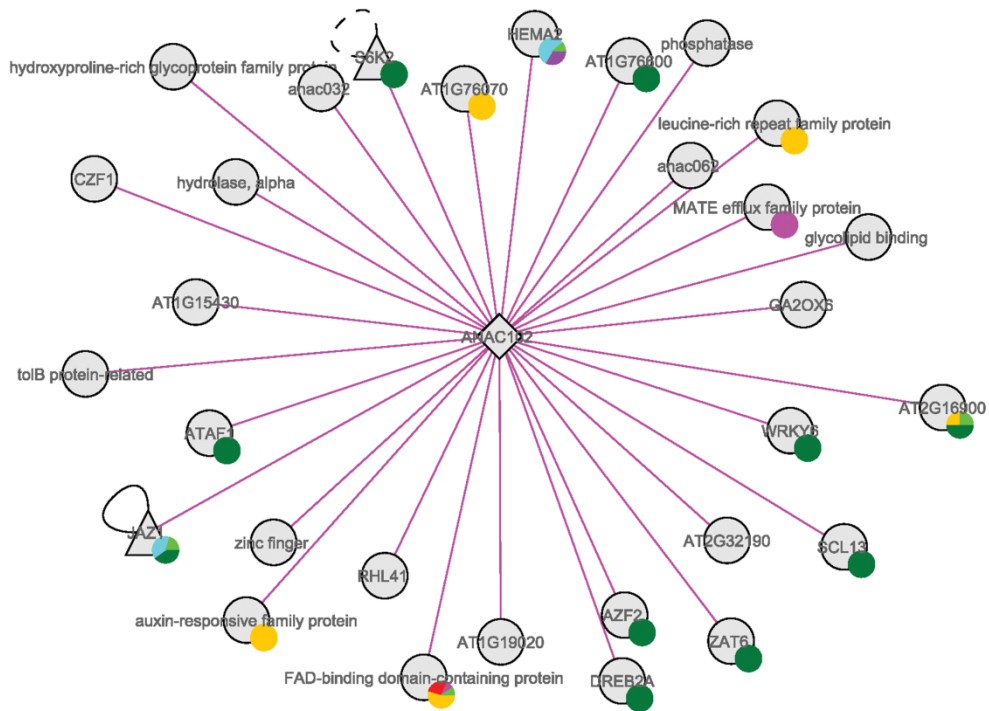 HEMA2
phosphatase
S6K2
hydroxyproline-rich glycoprotein family protein
AT1G76600
anac032
AT1G76070
leucine-rich repeat family protein
anac062
CZF1
hydrolase, alpha
MATE efflux family protein
glycolipid binding
AT1G15430
GA2OX6
ANAC102
tolB protein-related
AT2G16900
ATAF1
WRKY6
JAZ1
zinc finger
AT2G32190
SCL13
RHL41
auxin-responsive family protein
AZF2
AT1G19020
ZAT6
FAD-binding domain-containing protein
DREB2A